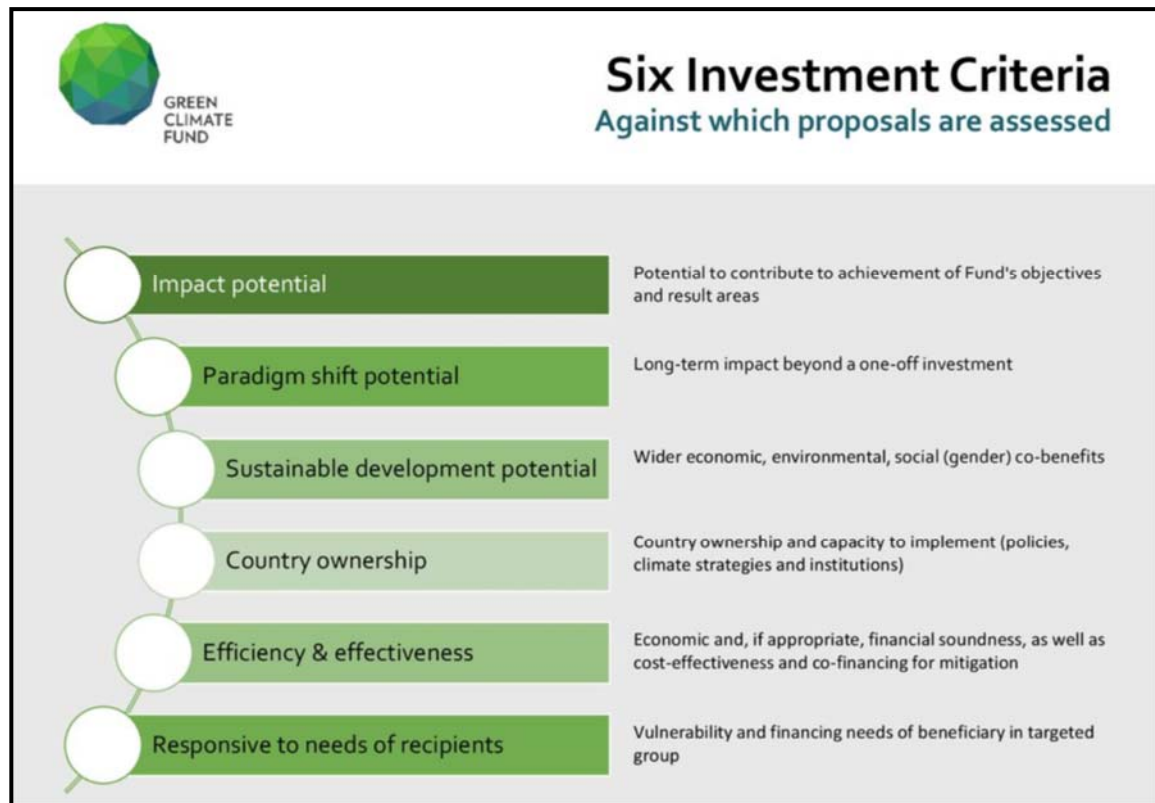 GREEN
CLIMATE
FUND
Six Investment Criteria
Against which proposals are assessed
Impact potential
Potential to contribute to achievement of Fund's objectives
and result areas
Paradigm shift potential
Long-term impact beyond a one-off investment
Sustainable development potential
Wider economic, environmental, social (gender) co-benefits
Country ownership
Country ownership and capacity to implement (policies,
climate strategies and institutions)
Efficiency & effectiveness
Economic and, if appropriate, financial soundness, as well as
cost-effectiveness and co-financing for mitigation
Responsive to needs of recipients
Vulnerability and financing needs of beneficiary in targeted
group